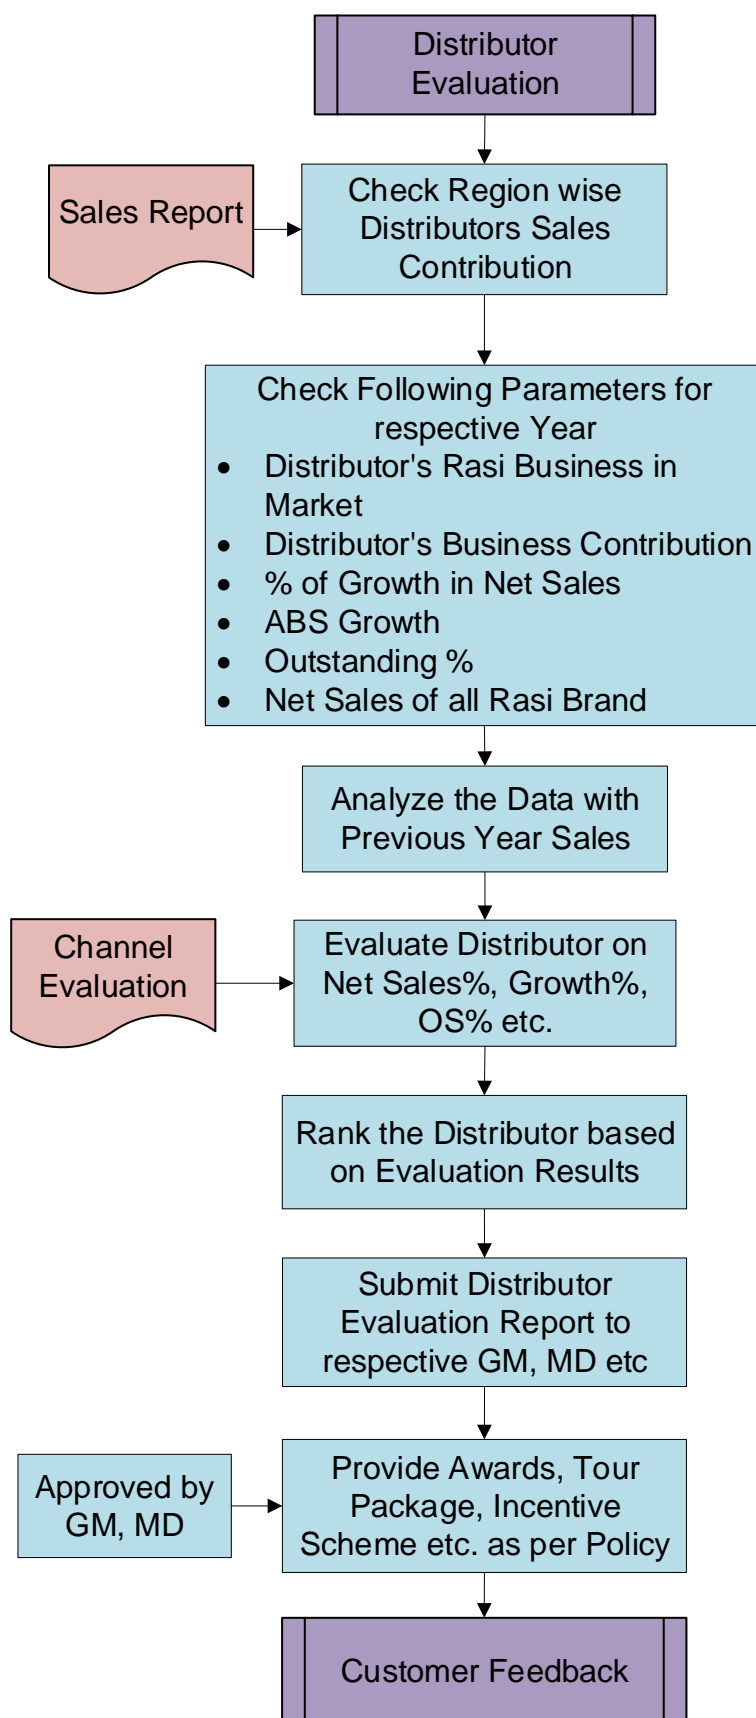 Distributor
Evaluation
Sales Report
Check Region wise
Distributors Sales
Contribution
Check Following Parameters for
respective Year
• Distributor's Rasi Business in
Market
• Distributor's Business Contribution
• % of Growth in Net Sales
• ABS Growth
• Outstanding %
• Net Sales of all Rasi Brand
Analyze the Data with
Previous Year Sales
Channel
Evaluation
Evaluate Distributor on
Net Sales%, Growth%,
OS% etc.
Rank the Distributor based
on Evaluation Results
Submit Distributor
Evaluation Report to
respective GM, MD etc
Approved by
GM, MD
Provide Awards, Tour
Package, Incentive
Scheme etc. as per Policy
Customer Feedback